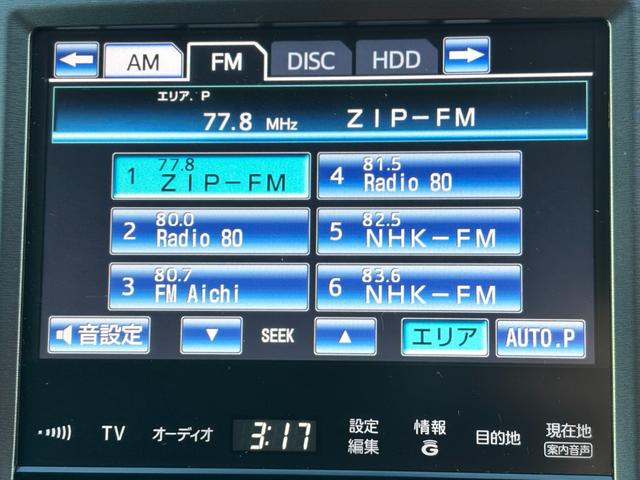 AM FM DISC HDD
エリア. P
77.8 MHz ZIP-FM
1 77.8 ZIP-FM
4 81.5 Radio 80
2 80.0 Radio 80
5 82.5 NHK-FM
3 80.7 FM Aichi
6 83.6 NHK-FM
音設定 ▼ SEEK ▲ エリア AUTO.P
TV オーディオ 3:17 設定 編集 情報 G 目的地 現在地 案内音声